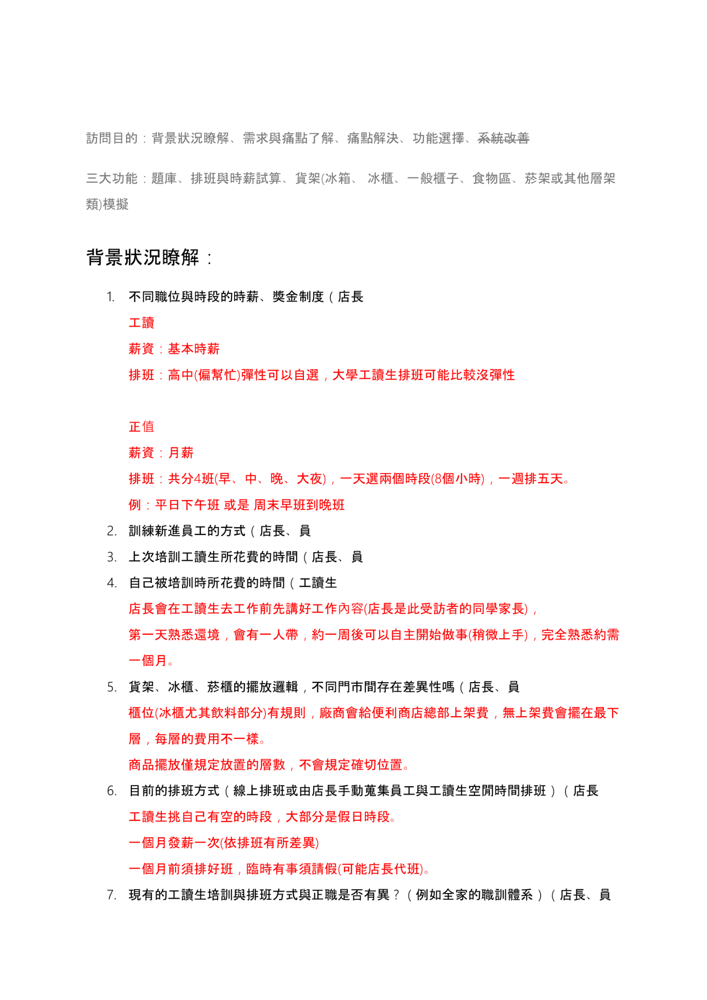 訪問目的：背景狀況瞭解、需求與痛點了解、痛點解決、功能選擇、系統改善
三大功能：題庫、排班與時薪試算、貨架(冰箱、 冰櫃、一般櫃子、食物區、菸架或其他層架
類)模擬
背景狀況瞭解：
1. 不同職位與時段的時薪、獎金制度（店長
工讀
薪資：基本時薪
排班：高中(偏幫忙)彈性可以自選，大學工讀生排班可能比較沒彈性
正值
薪資：月薪
排班：共分4班(早、中、晚、大夜)，一天選兩個時段(8個小時)，一週排五天。
例：平日下午班 或是 周末早班到晚班
2. 訓練新進員工的方式（店長、員
3. 上次培訓工讀生所花費的時間（店長、員
4. 自己被培訓時所花費的時間（工讀生
店長會在工讀生去工作前先講好工作內容(店長是此受訪者的同學家長)，
第一天熟悉還境，會有一人帶，約一周後可以自主開始做事(稍微上手)，完全熟悉約需
一個月。
5. 貨架、冰櫃、菸櫃的擺放邏輯，不同門市間存在差異性嗎（店長、員
櫃位(冰櫃尤其飲料部分)有規則，廠商會給便利商店總部上架費，無上架費會擺在最下
層，每層的費用不一樣。
商品擺放僅規定放置的層數，不會規定確切位置。
6. 目前的排班方式（線上排班或由店長手動蒐集員工與工讀生空閒時間排班）（店長
工讀生挑自己有空的時段，大部分是假日時段。
一個月發薪一次(依排班有所差異)
一個月前須排好班，臨時有事須請假(可能店長代班)。
7. 現有的工讀生培訓與排班方式與正職是否有異？（例如全家的職訓體系）（店長、員